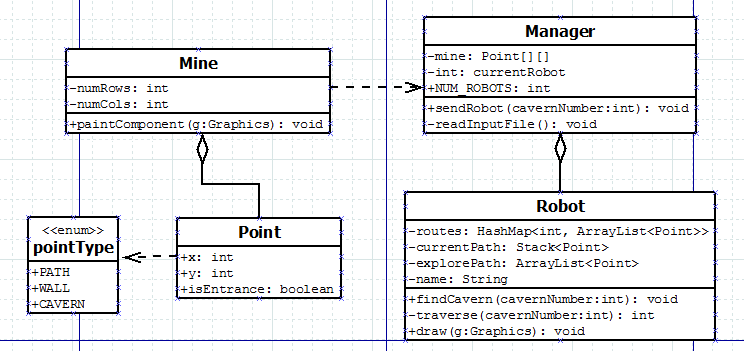 Mine
-numRows: int
-numCols: int
+paintComponent(g:Graphics): void
Manager
-mine: Point[][]
-int: currentRobot
+NUM_ROBOTS: int
+sendRobot(cavernNumber:int): void
-readInputFile(): void
<<enum>>
pointType
+PATH
+WALL
+CAVERN
Point
+x: int
+y: int
+isEntrance: boolean
Robot
-routes: HashMap<int, ArrayList<Point>>
-currentPath: Stack<Point>
-explorePath: ArrayList<Point>
-name: String
+findCavern(cavernNumber:int): void
-traverse(cavernNumber:int): int
+draw(g:Graphics): void